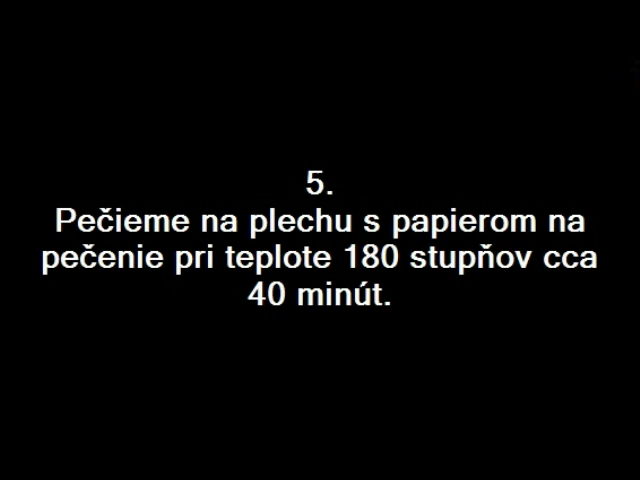 5.
Pečieme na plechu s papierom na
pečenie pri teplote 180 stupňov cca
40 minút.